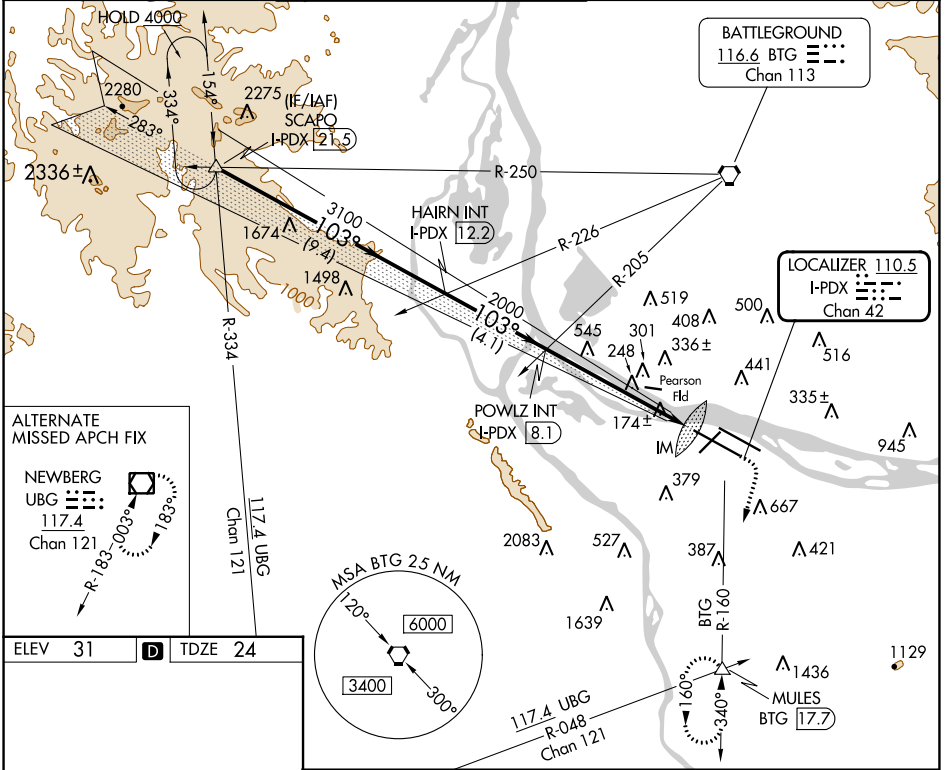 HOLD 4000
154°
334°
2280
283°
2275
(IF/IAF)
SCAPO
I-PDX 21.5
2336±
BATTLEGROUND
116.6 BTG
Chan 113
R-250
3100
103°
(9.4)
1674
1498
1000
HAIRN INT
I-PDX 12.2
R-226
R-205
LOCALIZER 110.5
I-PDX
Chan 42
2000
103°
(4.1)
R-334
519
545
301
408
500
248
336±
516
441
Pearson
Fld
335±
174±
945
POWLZ INT
I-PDX 8.1
IM
379
667
ALTERNATE
MISSED APCH FIX
NEWBERG
UBG
117.4
Chan 121
183°
R-183
003°
117.4 UBG
Chan 121
2083
527
387
421
MSA BTG 25 NM
120°
6000
3400
300°
1639
BTG
R-160
1436
1129
160°
340°
MULES
BTG 17.7
117.4 UBG
R-048
Chan 121
ELEV 31
D
TDZE 24